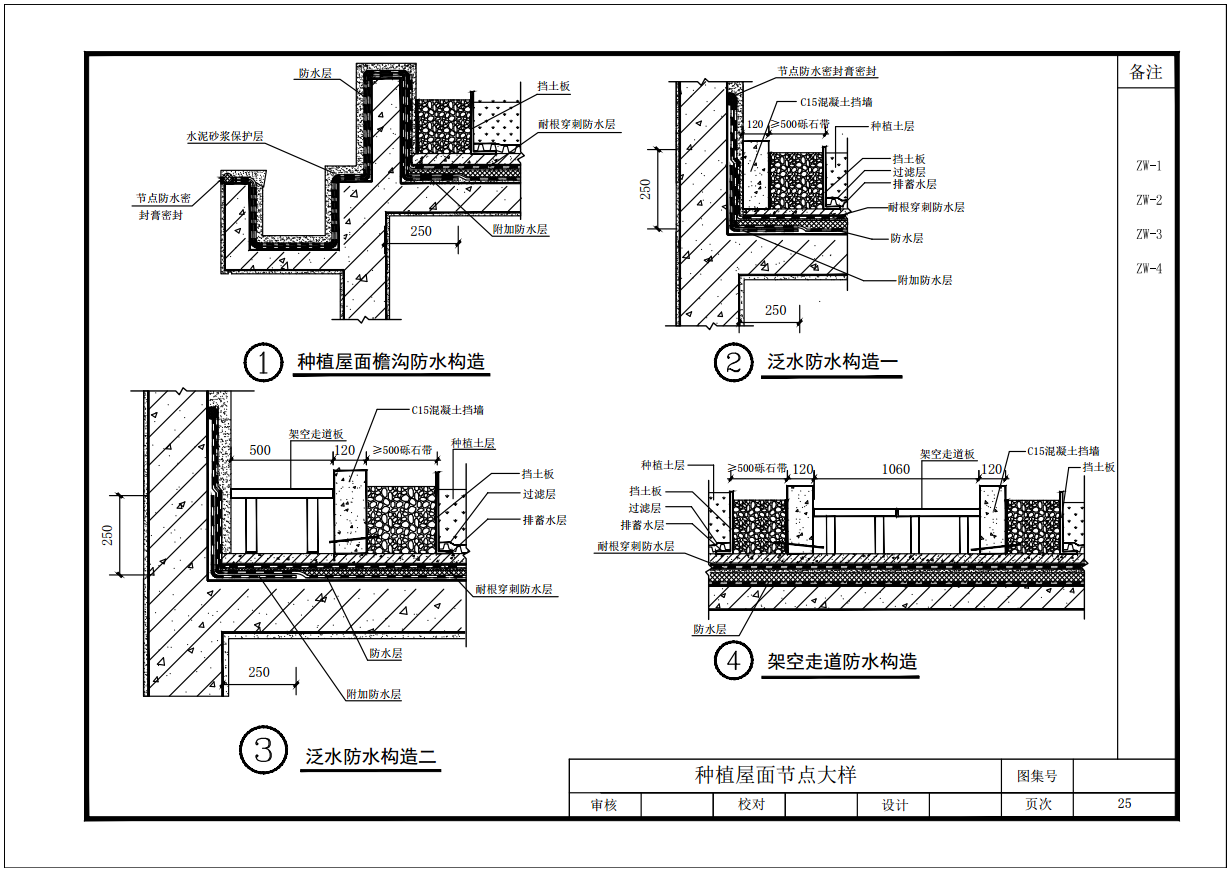 备注
ZW-1
ZW-2
ZW-3
ZW-4
防水层
挡土板
耐根穿刺防水层
水泥砂浆保护层
节点防水密
封膏密封
250
附加防水层
1 种植屋面檐沟防水构造
节点防水密封膏密封
C15混凝土挡墙
120
≥500砾石带
种植土层
挡土板
过滤层
排蓄水层
耐根穿刺防水层
防水层
附加防水层
250
250
2 泛水防水构造一
C15混凝土挡墙
架空走道板
500
120
≥500砾石带
种植土层
挡土板
过滤层
排蓄水层
耐根穿刺防水层
防水层
附加防水层
250
250
3 泛水防水构造二
种植土层
≥500砾石带
120
1060
架空走道板
120
C15混凝土挡墙
挡土板
挡土板
过滤层
排蓄水层
耐根穿刺防水层
防水层
4 架空走道防水构造
种植屋面节点大样
图集号
审核
校对
设计
页次
25